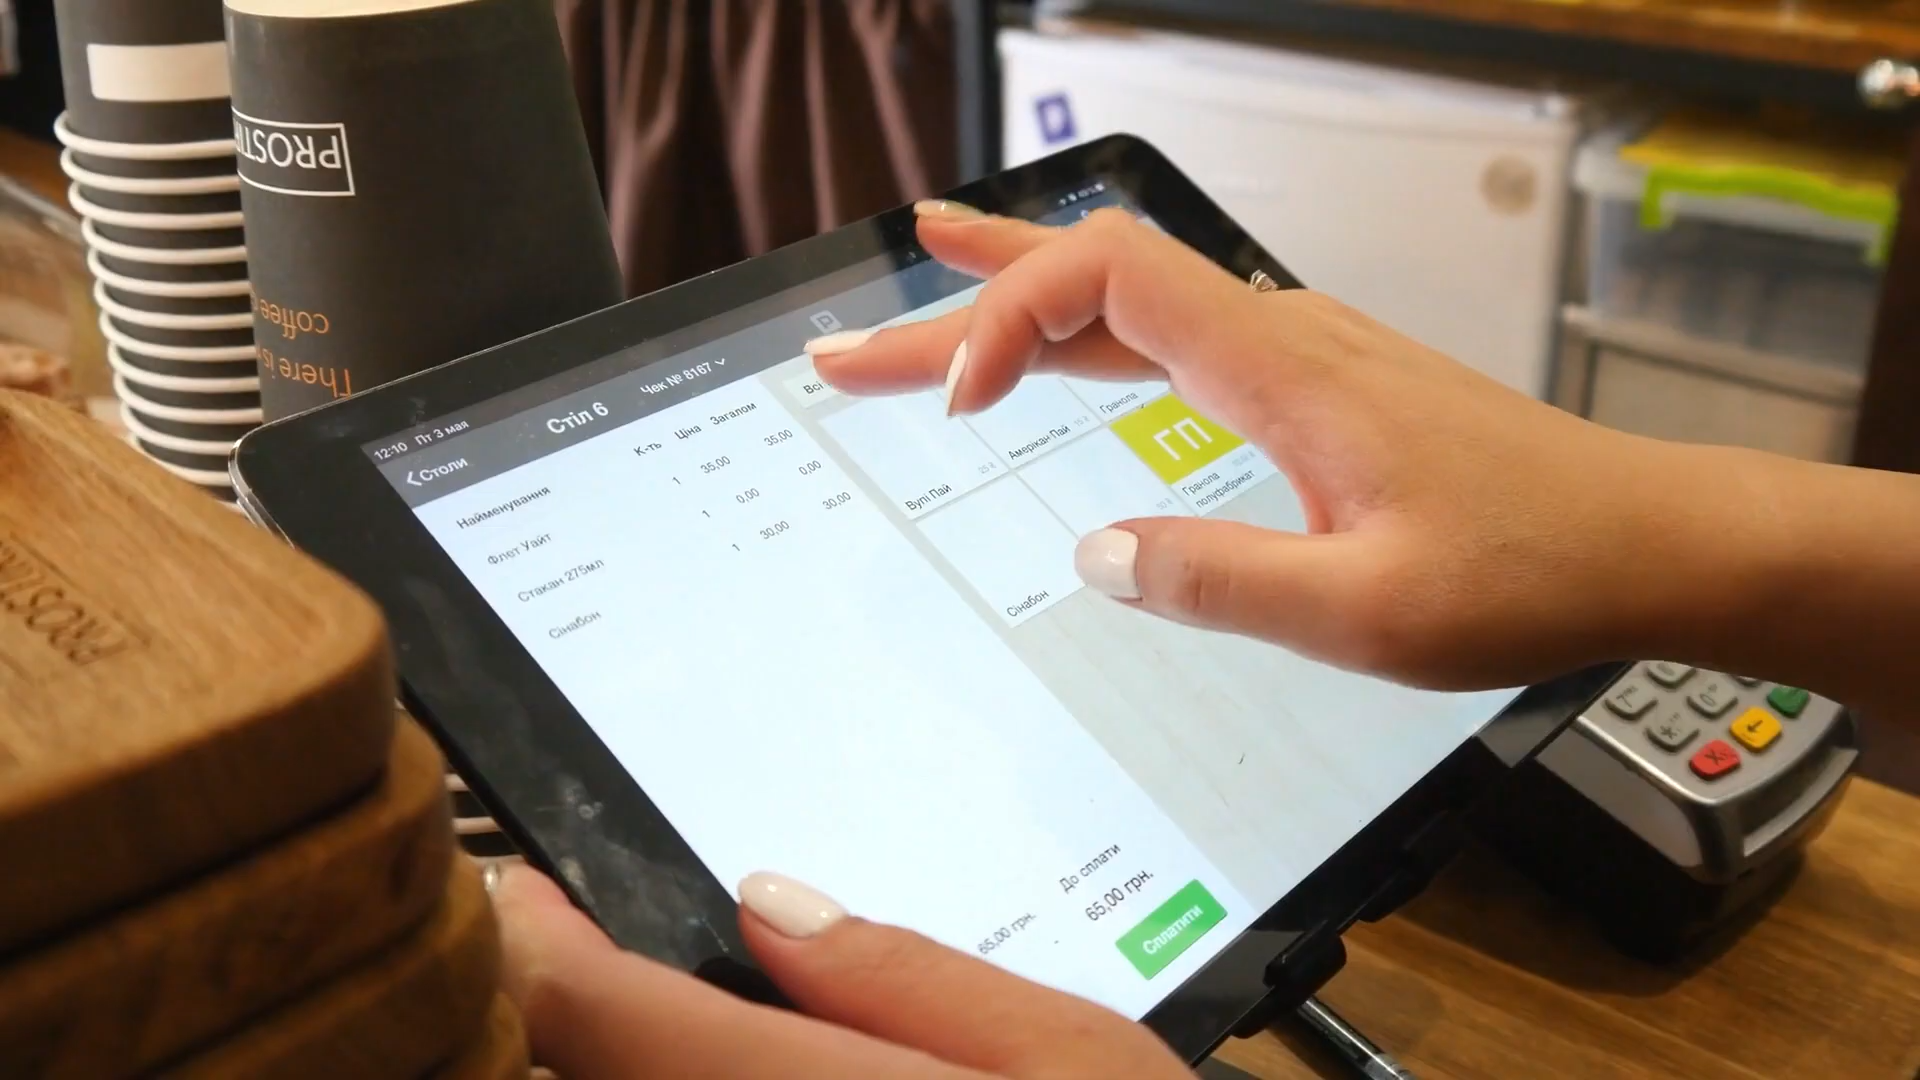 12:10 Пт 3 мая
Столи
Стіл 6
Чек № 8167
Найменування К-ть Ціна Загалом
Флет Уайт 1 35,00 35,00
Стакан 275мл 1 0,00 0,00
Сінабон 1 30,00 30,00
До сплати
65,00 грн. 65,00 грн.
Сплатити
Всі
Вупі Пай
25 ₴
Амерікан Пай
Гранола
ГП
Гранола
полуфабрикат
Сінабон
There is
coffee